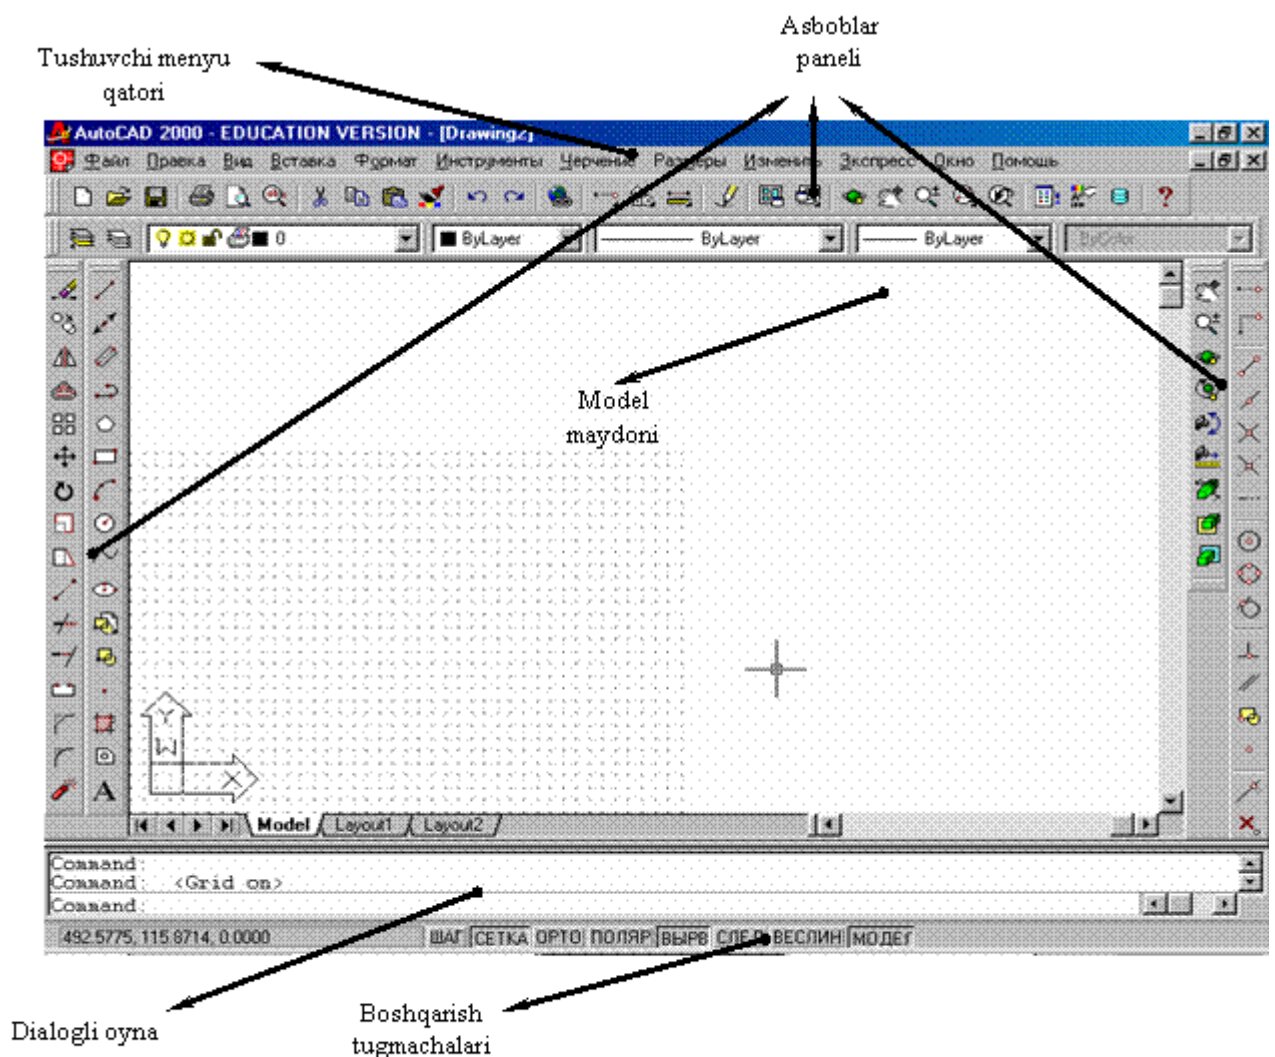 Asboblar
paneli
Tushuvchi menyu
qatori
AutoCAD 2000 - EDUCATION VERSION - [Drawing2]
Файл Правка Вид Вставка Формат Инструменты Черчение Размеры Изменить Экспресс Окно Помощь
0 ByLayer ByLayer ByLayer ByColor
Model
maydoni
Y
W
X
A
Model Layout1 Layout2
Command:
Command: <Grid on>
Command:
492.5775, 115.8714, 0.0000 ШАГ СЕТКА ОРТО ПОЛЯР ВЫРВ СЛЕД ВЕСЛИН МОДЕЛ
Dialogli oyna
Boshqarish
tugmachalari